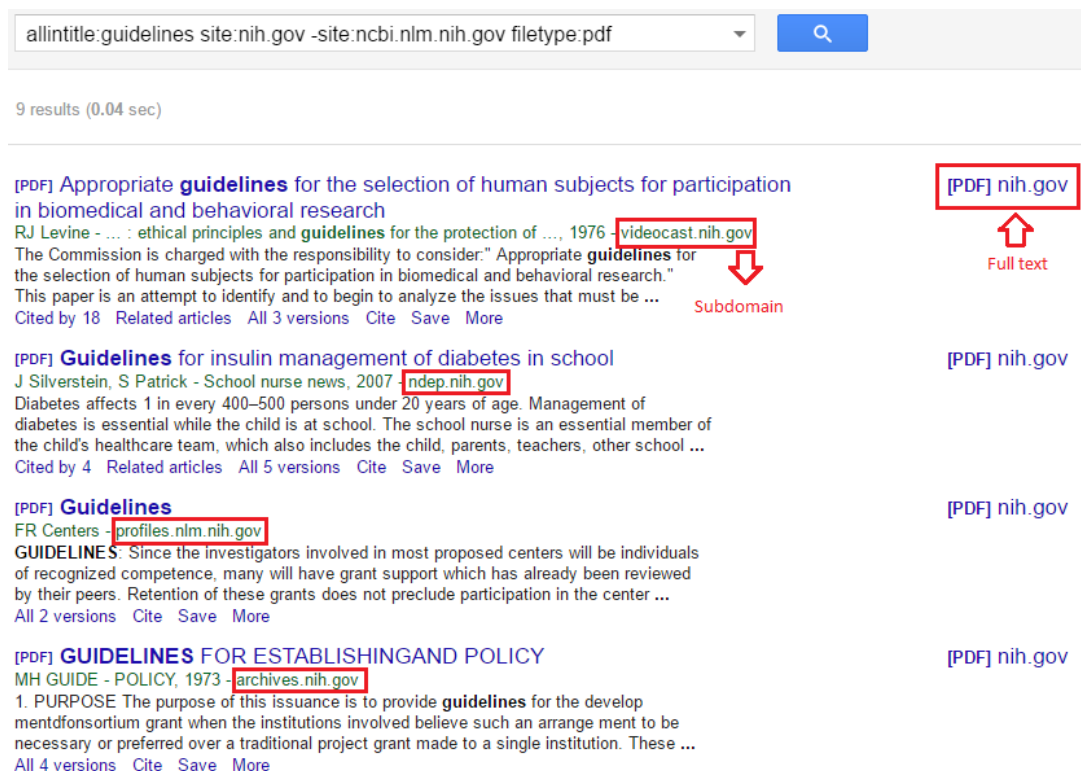 allintitle:guidelines site:nih.gov -site:ncbi.nlm.nih.gov filetype:pdf
9 results (0.04 sec)
[PDF] Appropriate guidelines for the selection of human subjects for participation
in biomedical and behavioral research
RJ Levine - ... : ethical principles and guidelines for the protection of ..., 1976 - videocast.nih.gov
The Commission is charged with the responsibility to consider:" Appropriate guidelines for
the selection of human subjects for participation in biomedical and behavioral research."
This paper is an attempt to identify and to begin to analyze the issues that must be ...
Cited by 18 Related articles All 3 versions Cite Save More
[PDF] nih.gov
Full text
Subdomain
[PDF] Guidelines for insulin management of diabetes in school
J Silverstein, S Patrick - School nurse news, 2007 - ndep.nih.gov
Diabetes affects 1 in every 400–500 persons under 20 years of age. Management of
diabetes is essential while the child is at school. The school nurse is an essential member of
the child's healthcare team, which also includes the child, parents, teachers, other school ...
Cited by 4 Related articles All 5 versions Cite Save More
[PDF] nih.gov
[PDF] Guidelines
FR Centers - profiles.nlm.nih.gov
GUIDELINES: Since the investigators involved in most proposed centers will be individuals
of recognized competence, many will have grant support which has already been reviewed
by their peers. Retention of these grants does not preclude participation in the center ...
All 2 versions Cite Save More
[PDF] nih.gov
[PDF] GUIDELINES FOR ESTABLISHINGAND POLICY
MH GUIDE - POLICY, 1973 - archives.nih.gov
1. PURPOSE The purpose of this issuance is to provide guidelines for the develop
mentdfonsortium grant when the institutions involved believe such an arrange ment to be
necessary or preferred over a traditional project grant made to a single institution. These ...
All 4 versions Cite Save More
[PDF] nih.gov